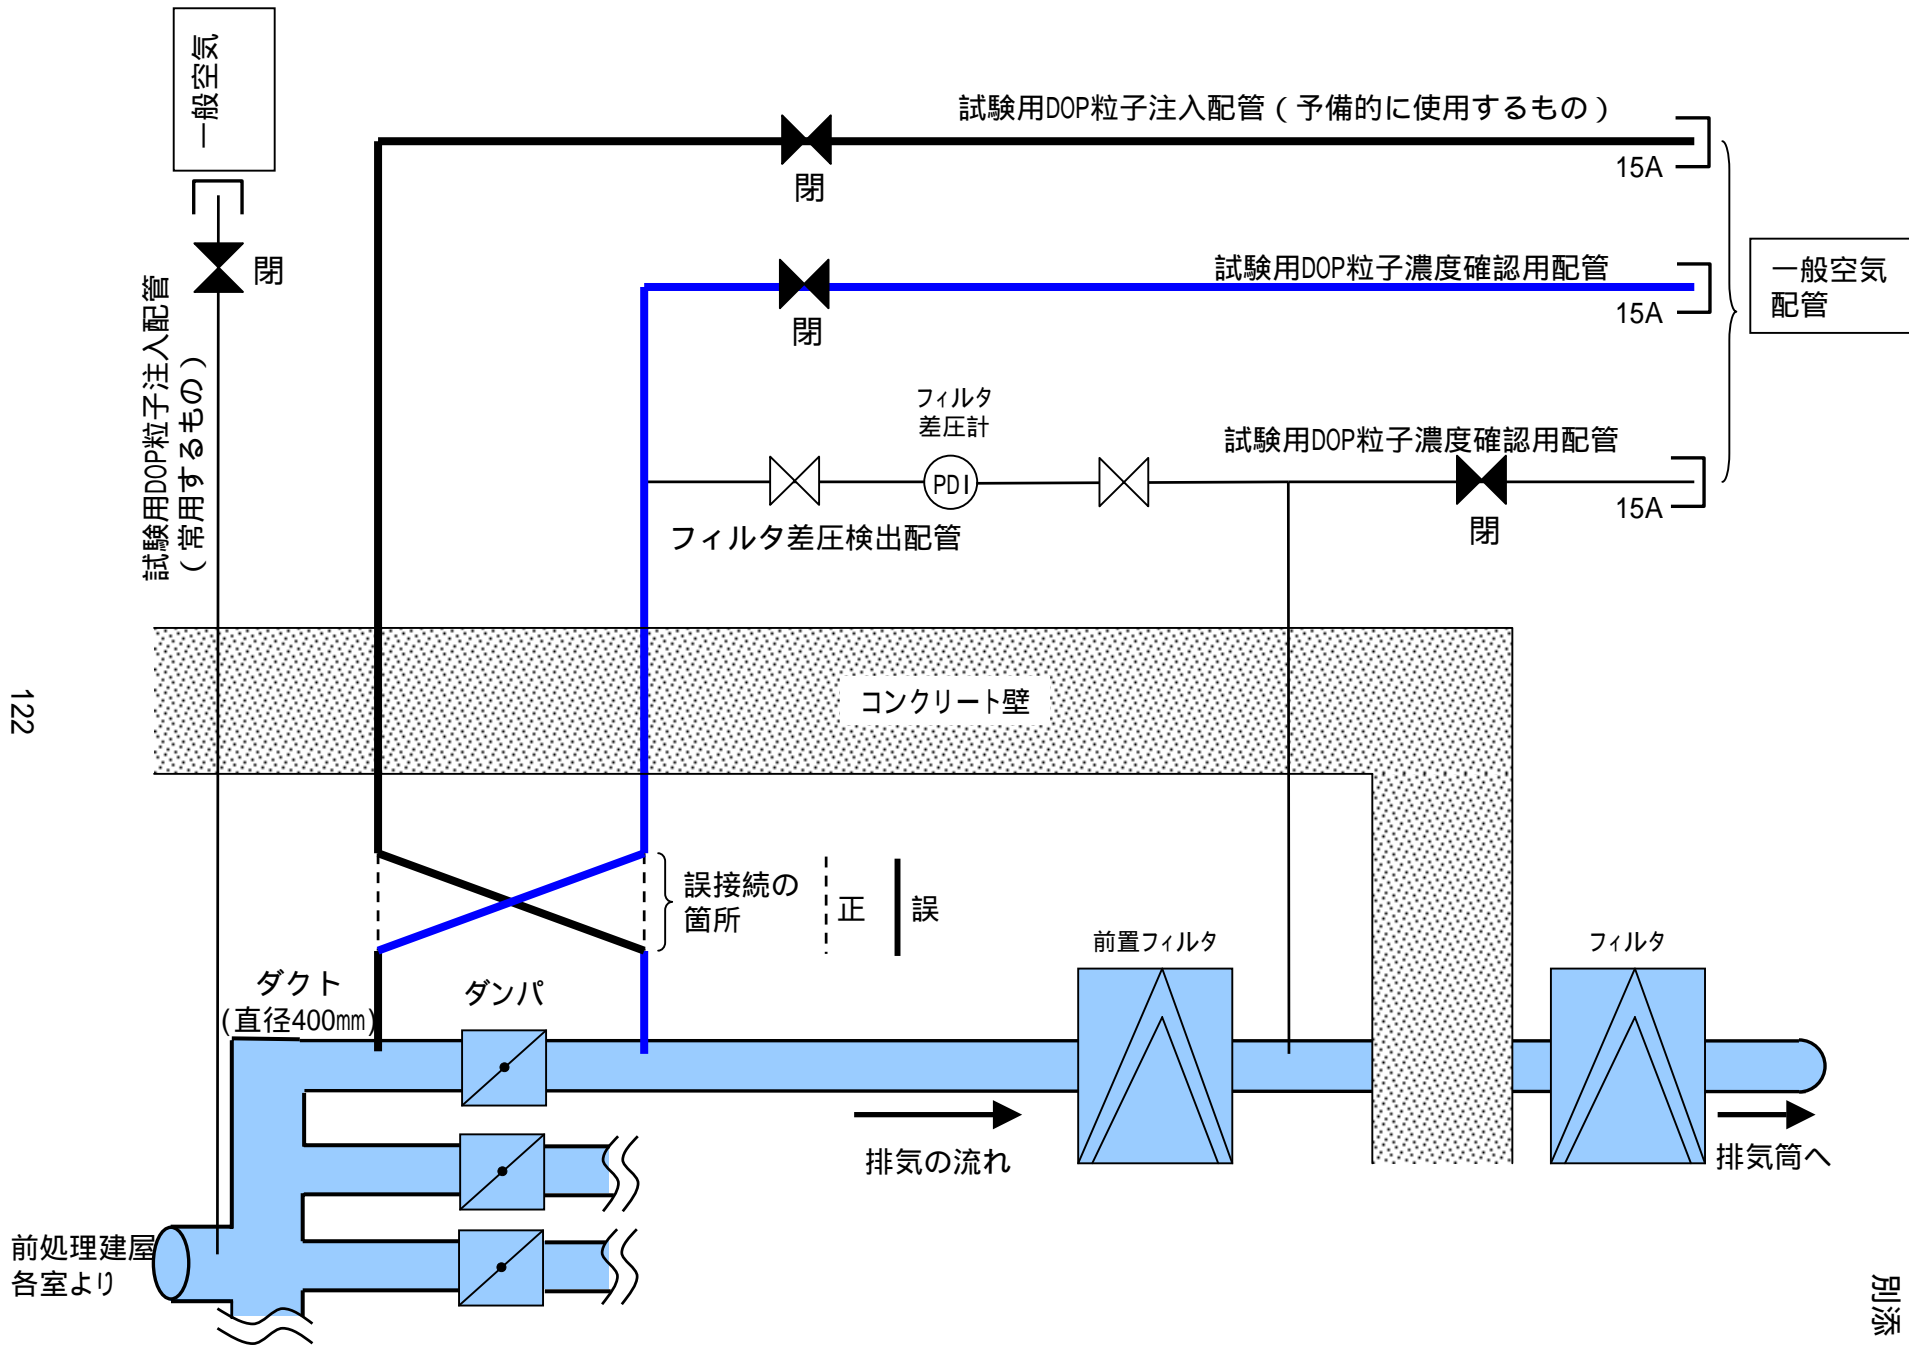 一般空気
試験用DOP粒子注入配管（予備的に使用するもの）
15A
閉
閉
試験用DOP粒子注入配管
（常用するもの）
試験用DOP粒子濃度確認用配管
15A
閉
一般空気
配管
フィルタ
差圧計
PDI
試験用DOP粒子濃度確認用配管
15A
閉
フィルタ差圧検出配管
コンクリート壁
122
誤接続の
箇所
正
誤
ダクト
(直径400㎜)
ダンパ
前置フィルタ
フィルタ
排気の流れ
排気筒へ
前処理建屋
各室より
別添